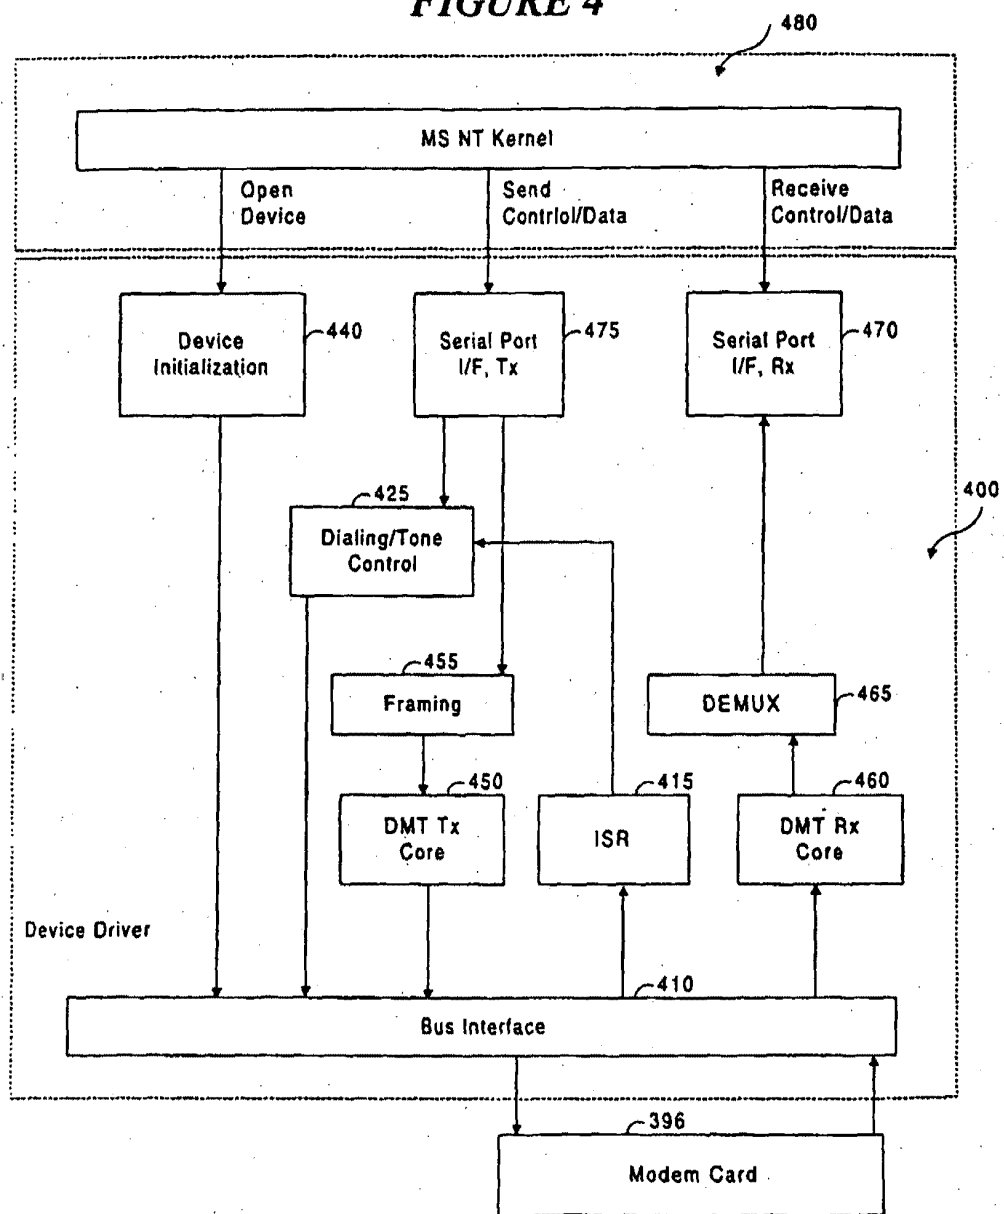 FIGURE 4
480
MS NT Kernel
Open
Device
Send
Contrlol/Data
Receive
Control/Data
Device
Initialization
440
Serial Port
I/F, Tx
475
Serial Port
I/F, Rx
470
400
425
Dialing/Tone
Control
455
Framing
DEMUX
465
450
DMT Tx
Core
415
ISR
460
DMT Rx
Core
Device Driver
410
Bus Interface
396
Modem Card